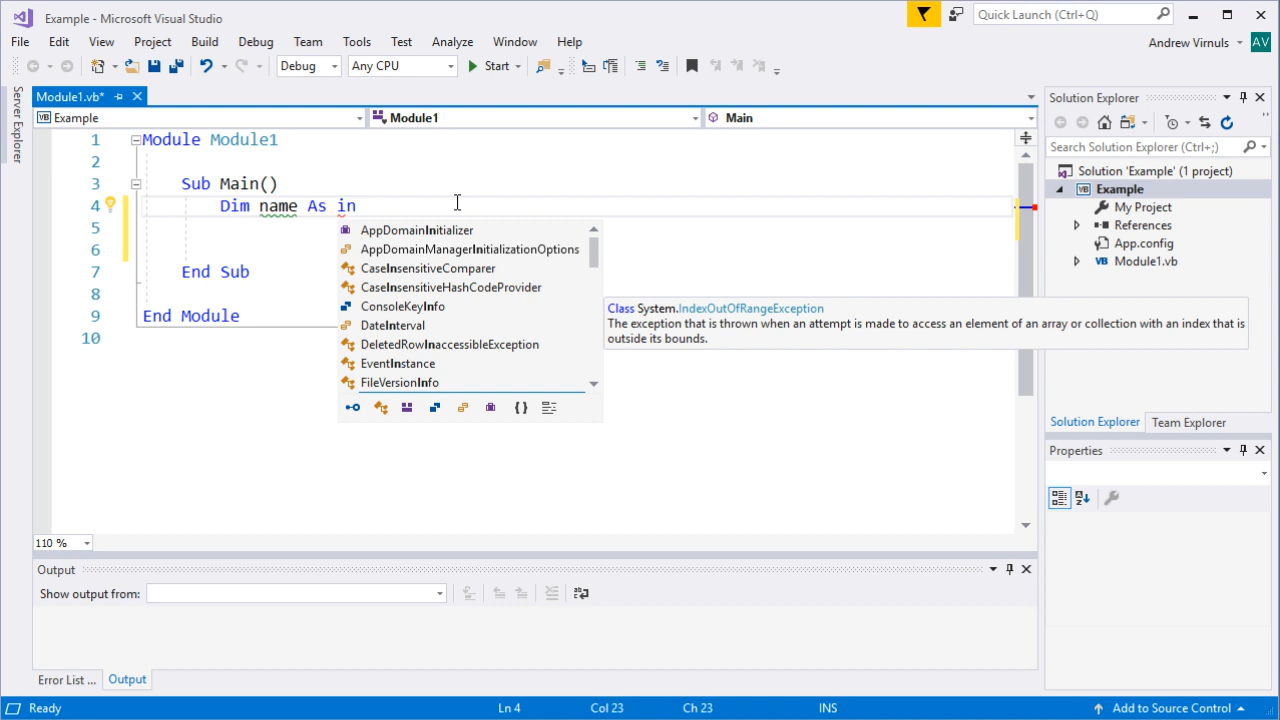 Example - Microsoft Visual Studio
Quick Launch (Ctrl+Q)
File Edit View Project Build Debug Team Tools Test Analyze Window Help
Andrew Virnuls AV
Debug Any CPU Start
Server Explorer
Module1.vb*
Example Module1 Main
1 Module Module1
2
3 Sub Main()
4 Dim name As in
5
6
7 End Sub
8
9 End Module
10
AppDomainInitializer
AppDomainManagerInitializationOptions
CaseInsensitiveComparer
CaseInsensitiveHashCodeProvider
ConsoleKeyInfo
DateInterval
DeletedRowInaccessibleException
EventInstance
FileVersionInfo
Class System.IndexOutOfRangeException
The exception that is thrown when an attempt is made to access an element of an array or collection with an index that is
outside its bounds.
110 %
Solution Explorer
Search Solution Explorer (Ctrl+;)
Solution 'Example' (1 project)
VB Example
My Project
References
App.config
VB Module1.vb
Solution Explorer Team Explorer
Properties
Output
Show output from:
Error List ... Output
Ready Ln 4 Col 23 Ch 23 INS Add to Source Control